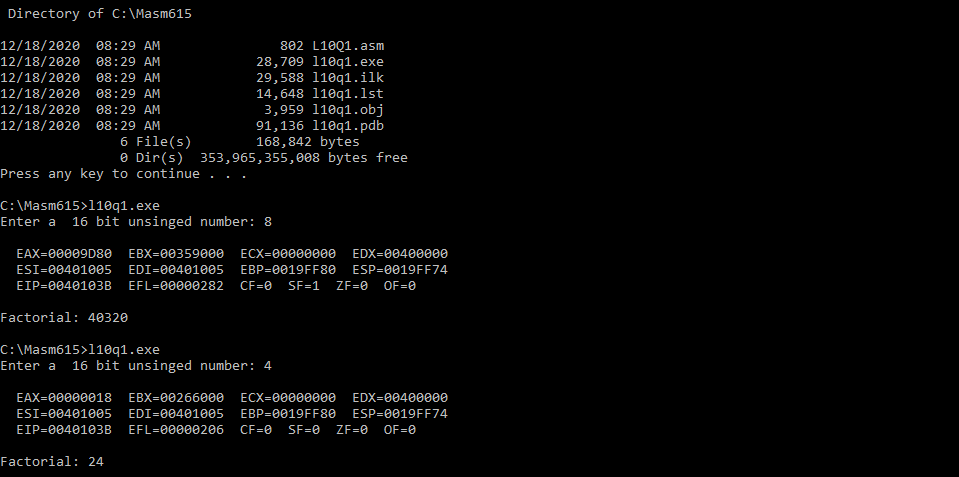 Directory of C:\Masm615
12/18/2020  08:29 AM               802 L10Q1.asm
12/18/2020  08:29 AM            28,709 l10q1.exe
12/18/2020  08:29 AM            29,588 l10q1.ilk
12/18/2020  08:29 AM            14,648 l10q1.lst
12/18/2020  08:29 AM             3,959 l10q1.obj
12/18/2020  08:29 AM            91,136 l10q1.pdb
               6 File(s)        168,842 bytes
               0 Dir(s)  353,965,355,008 bytes free
Press any key to continue . . .
C:\Masm615>l10q1.exe
Enter a  16 bit unsinged number: 8
  EAX=00009D80  EBX=00359000  ECX=00000000  EDX=00400000
  ESI=00401005  EDI=00401005  EBP=0019FF80  ESP=0019FF74
  EIP=0040103B  EFL=00000282  CF=0  SF=1  ZF=0  OF=0
Factorial: 40320
C:\Masm615>l10q1.exe
Enter a  16 bit unsinged number: 4
  EAX=00000018  EBX=00266000  ECX=00000000  EDX=00400000
  ESI=00401005  EDI=00401005  EBP=0019FF80  ESP=0019FF74
  EIP=0040103B  EFL=00000206  CF=0  SF=0  ZF=0  OF=0
Factorial: 24